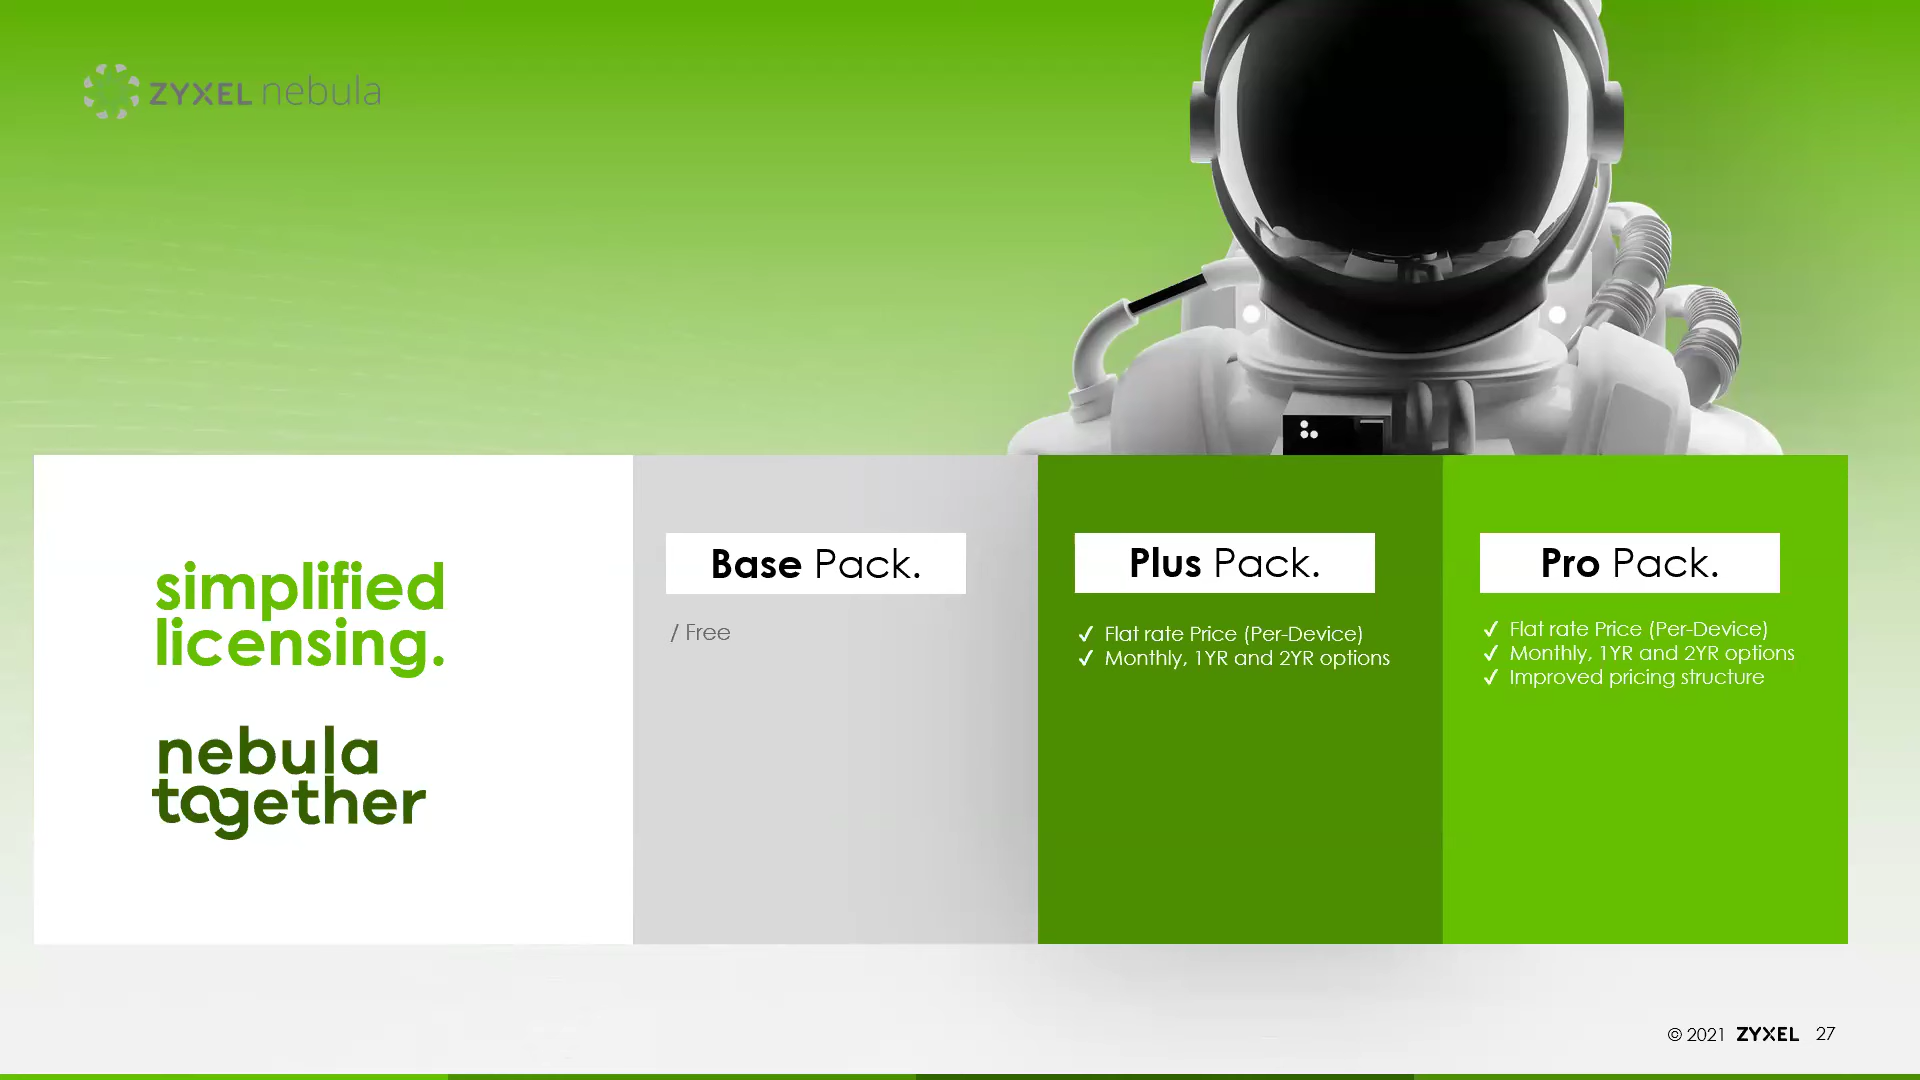 ZYXEL nebula
simplified
licensing.
nebula
together
Base Pack.
/ Free
Plus Pack.
✓ Flat rate Price (Per-Device)
✓ Monthly, 1YR and 2YR options
Pro Pack.
✓ Flat rate Price (Per-Device)
✓ Monthly, 1YR and 2YR options
✓ Improved pricing structure
© 2021 ZYXEL 27